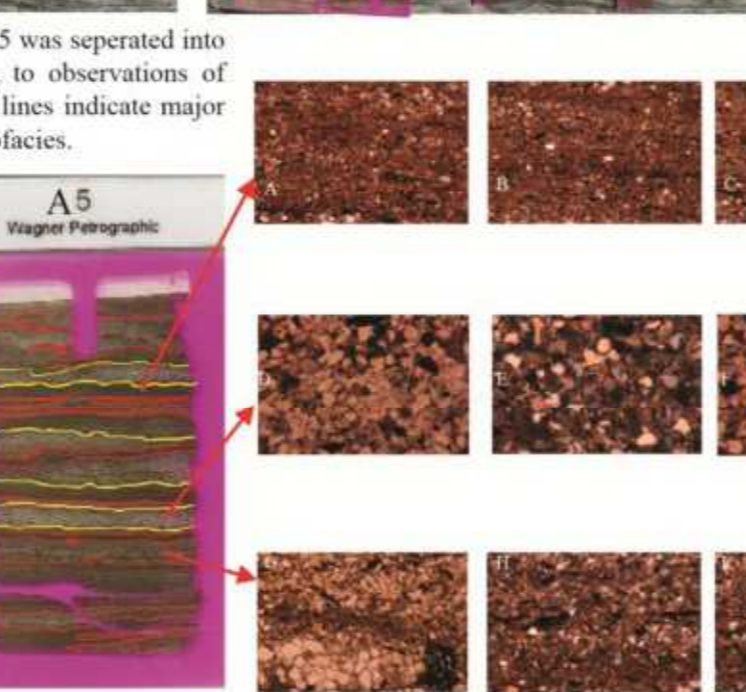 5 was seperated into
to observations of
lines indicate major
facies.
A5
Wagner Petrographic
A
B
C
D
E
F
G
H